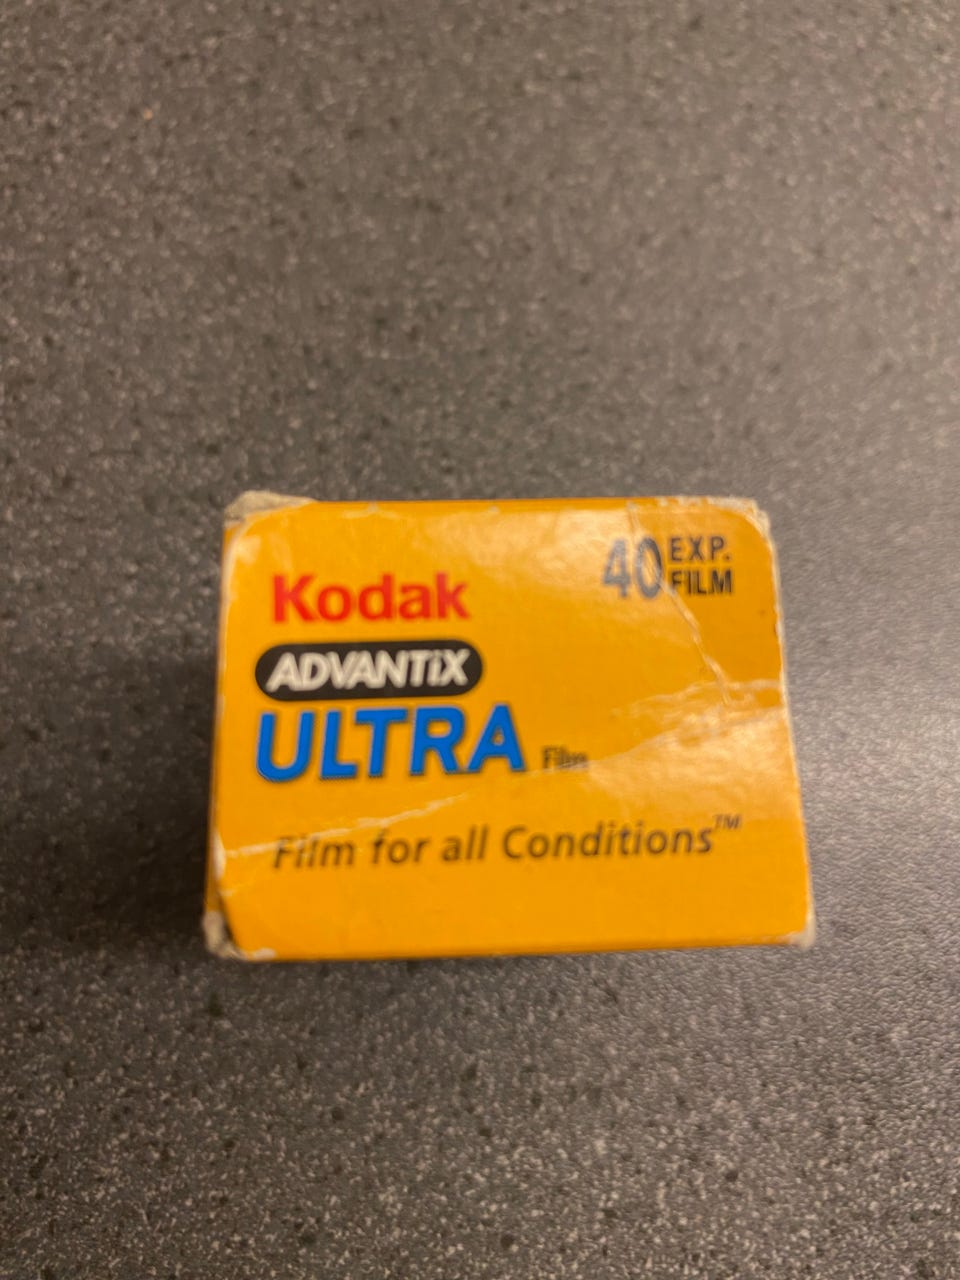 40 EXP.
FILM
Kodak
ADVANTiX
ULTRA Film
Film for all Conditions™